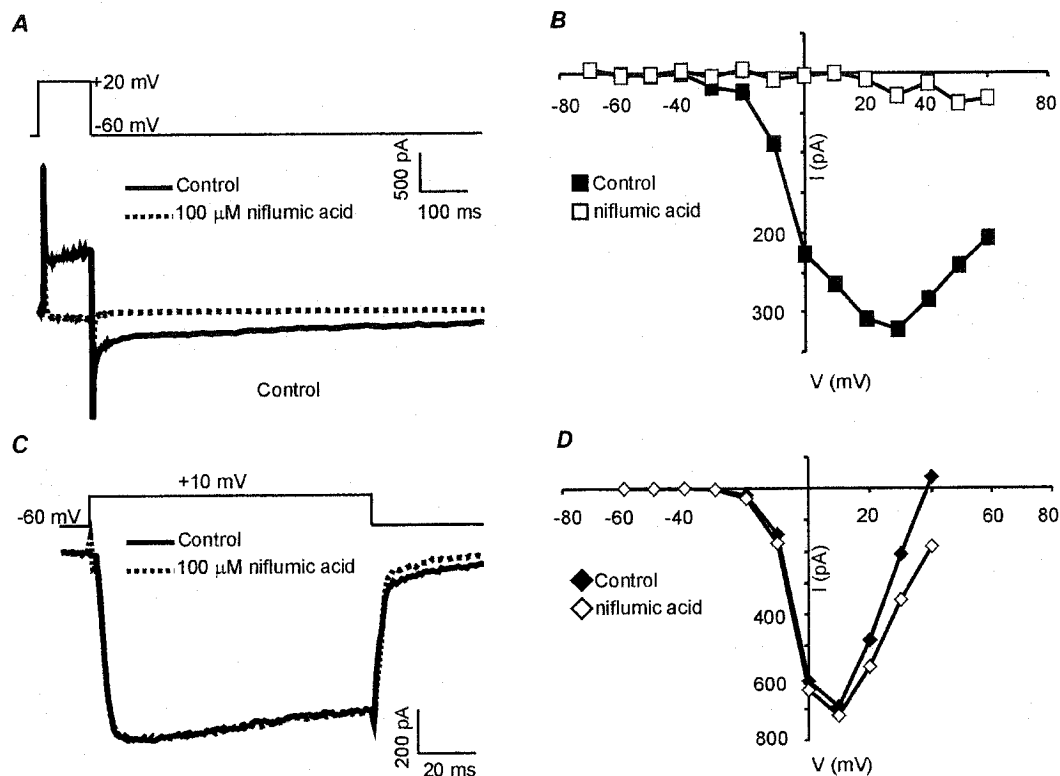 A
+20 mV
-60 mV
Control
100 μM niflumic acid
500 pA
100 ms
Control
B
-80 -60 -40 20 40 60 80
I (pA)
Control
niflumic acid
200
300
V (mV)
C
+10 mV
-60 mV
Control
100 μM niflumic acid
200 pA
20 ms
D
-80 -60 -40 20 40 60 80
I (pA)
Control
niflumic acid
400
600
800
V (mV)